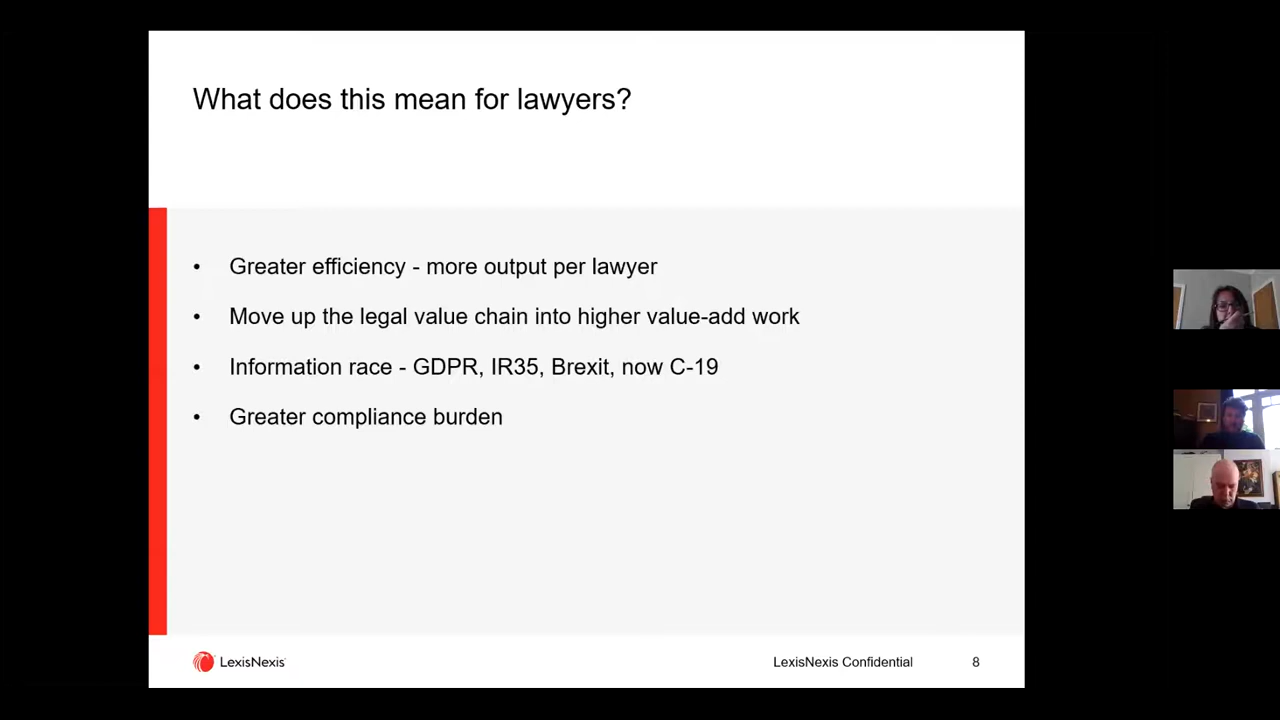 What does this mean for lawyers?
• Greater efficiency - more output per lawyer
• Move up the legal value chain into higher value-add work
• Information race - GDPR, IR35, Brexit, now C-19
• Greater compliance burden
LexisNexis
LexisNexis Confidential
8